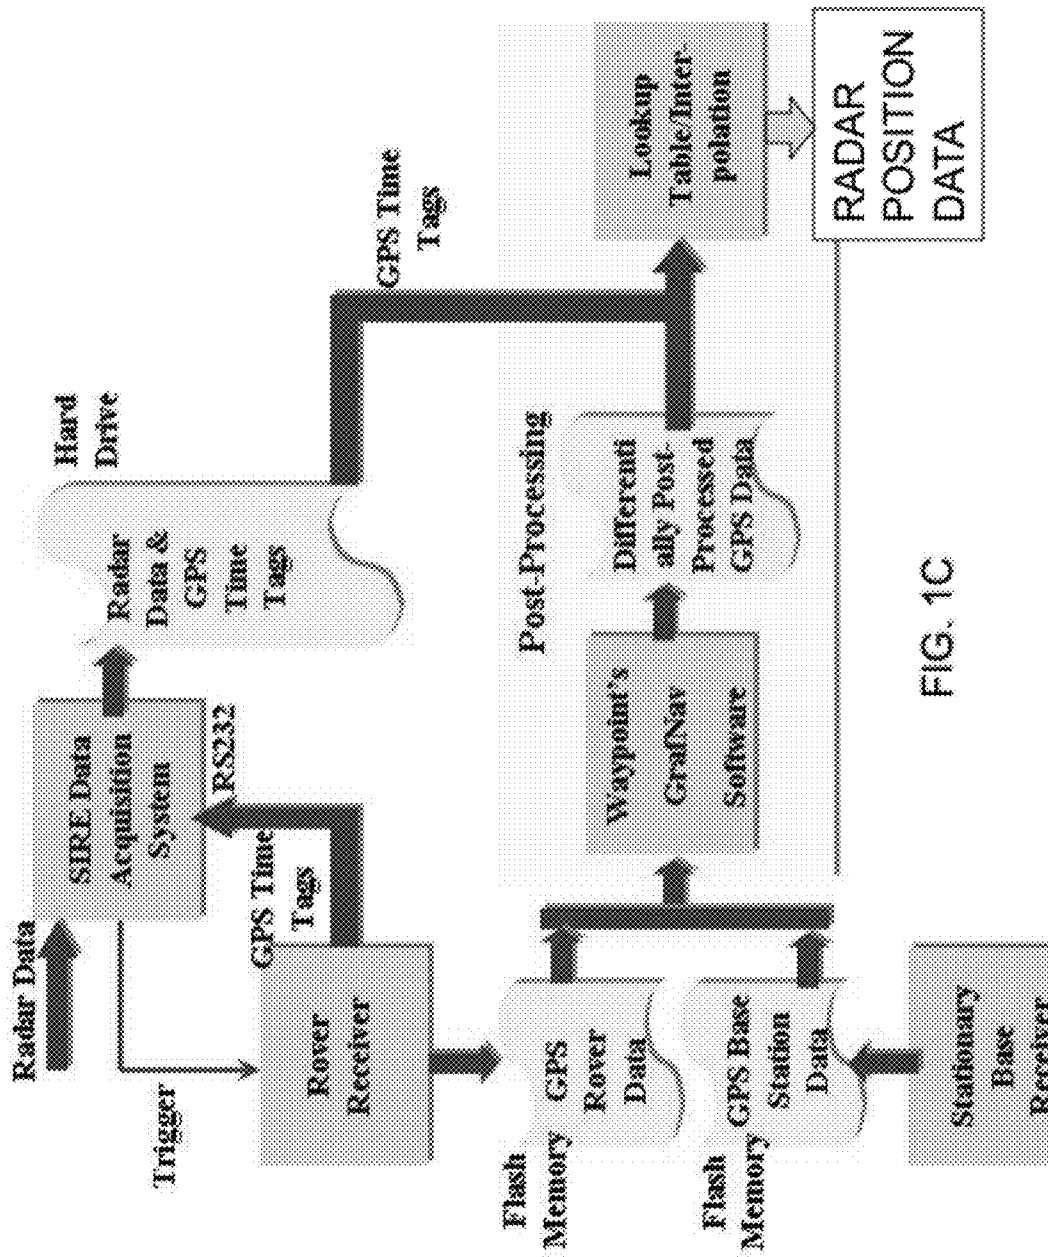 Radar Data
SIRE Data
Acquisition
System
Radar
Data &
GPS
Time
Tags
Hard
Drive
Trigger
GPS Time
Tags
RS232
GPS Time
Tags
Rover
Receiver
Flash
Memory
GPS
Rover
Data
Flash
Memory
GPS Base
Station
Data
Stationary
Base
Receiver
Post-Processing
Waypoint's
GrafNav
Software
Differenti
ally Post-
Processed
GPS Data
Lookup
Table/Inter-
polation
RADAR
POSITION
DATA
FIG. 1C